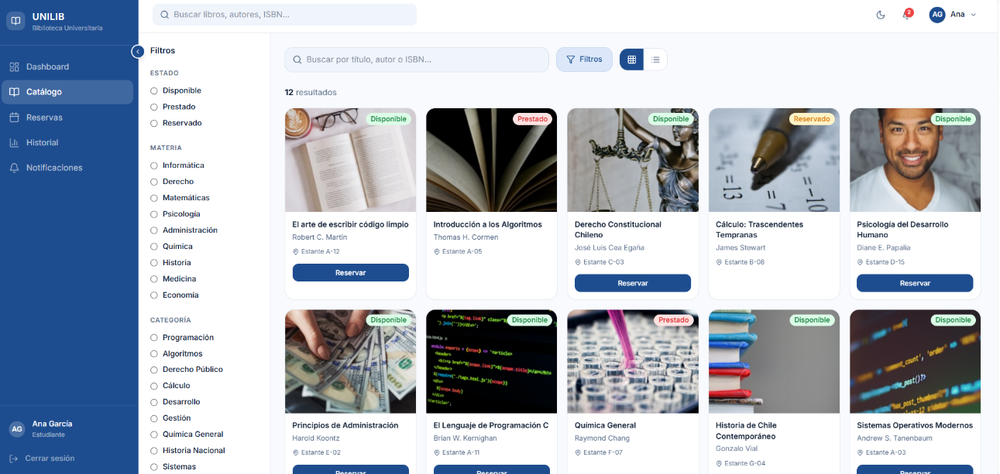 UNILIB
Biblioteca Universitaria
Dashboard
Catálogo
Reservas
Historial
Notificaciones
AG
Ana García
Estudiante
Cerrar sesión
Buscar libros, autores, ISBN...
2
AG
Ana
Filtros
ESTADO
Disponible
Prestado
Reservado
MATERIA
Informática
Derecho
Matemáticas
Psicología
Administración
Química
Historia
Medicina
Economía
CATEGORÍA
Programación
Algoritmos
Derecho Público
Cálculo
Desarrollo
Gestión
Química General
Historia Nacional
Sistemas
Buscar por título, autor o ISBN...
Filtros
12 resultados
Disponible
El arte de escribir código limpio
Robert C. Martin
Estante A-12
Reservar
Prestado
Introducción a los Algoritmos
Thomas H. Cormen
Estante A-05
Disponible
Derecho Constitucional
Chileno
José Luis Cea Egaña
Estante C-03
Reservar
Reservado
=13
=7
=-10
Cálculo: Trascendentes
Tempranas
James Stewart
Estante B-08
Disponible
Psicología del Desarrollo
Humano
Diane E. Papalia
Estante D-15
Reservar
Disponible
Principios de Administración
Harold Koontz
Estante E-02
Reservar
Disponible
El Lenguaje de Programación C
Brian W. Kernighan
Estante A-11
Reservar
Prestado
Química General
Raymond Chang
Estante F-07
Disponible
Historia de Chile
Contemporáneo
Gonzalo Vial
Estante G-04
Disponible
Sistemas Operativos Modernos
Andrew S. Tanenbaum
Estante A-03
Reservar